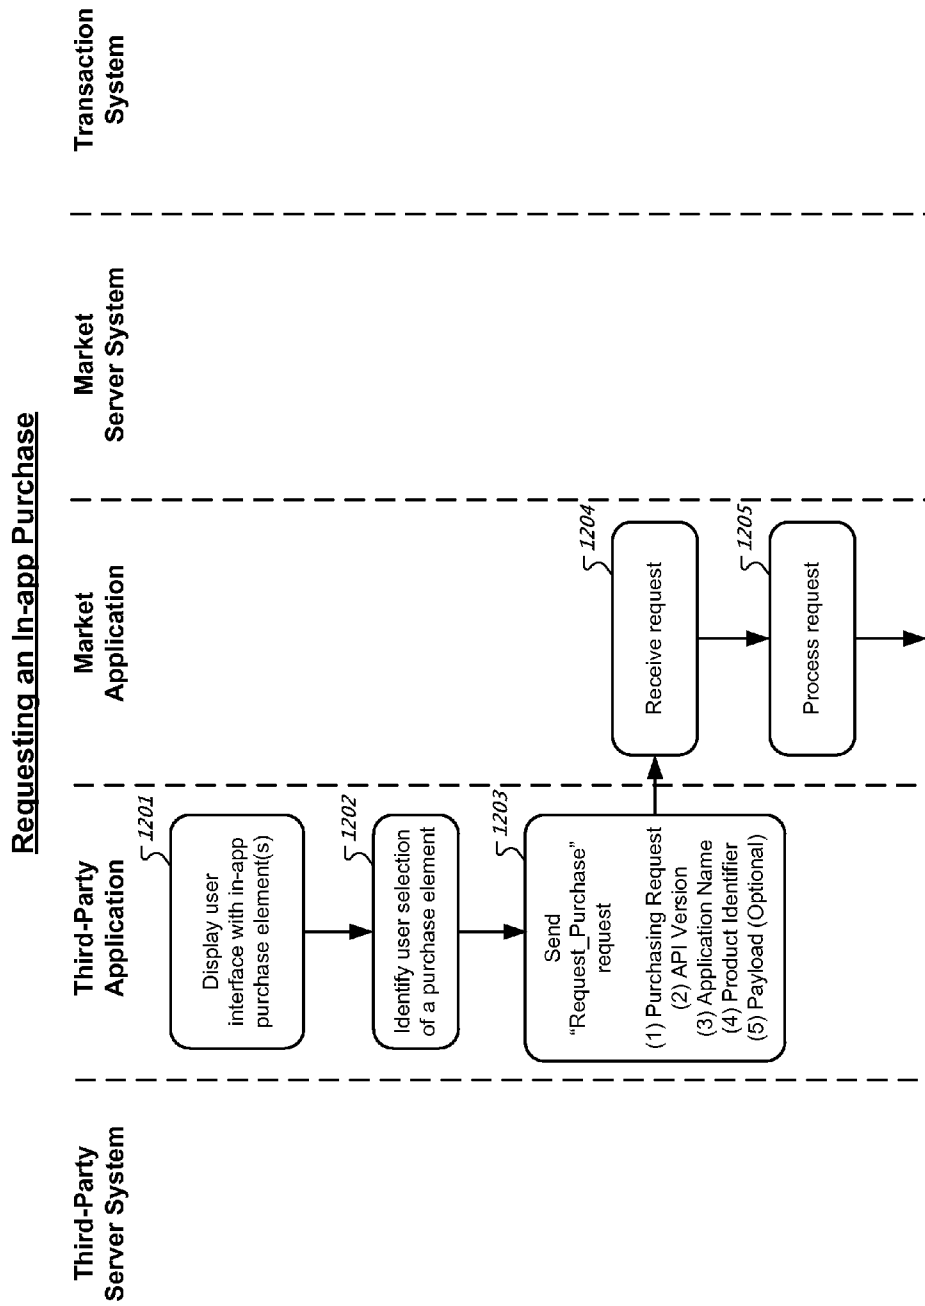 Requesting an In-app Purchase
Third-Party
Server System
Third-Party
Application
Market
Application
Market
Server System
Transaction
System
1201
Display user
interface with in-app
purchase element(s)
1202
Identify user selection
of a purchase element
1203
Send
“Request_Purchase”
request
(1) Purchasing Request
(2) API Version
(3) Application Name
(4) Product Identifier
(5) Payload (Optional)
1204
Receive request
1205
Process request